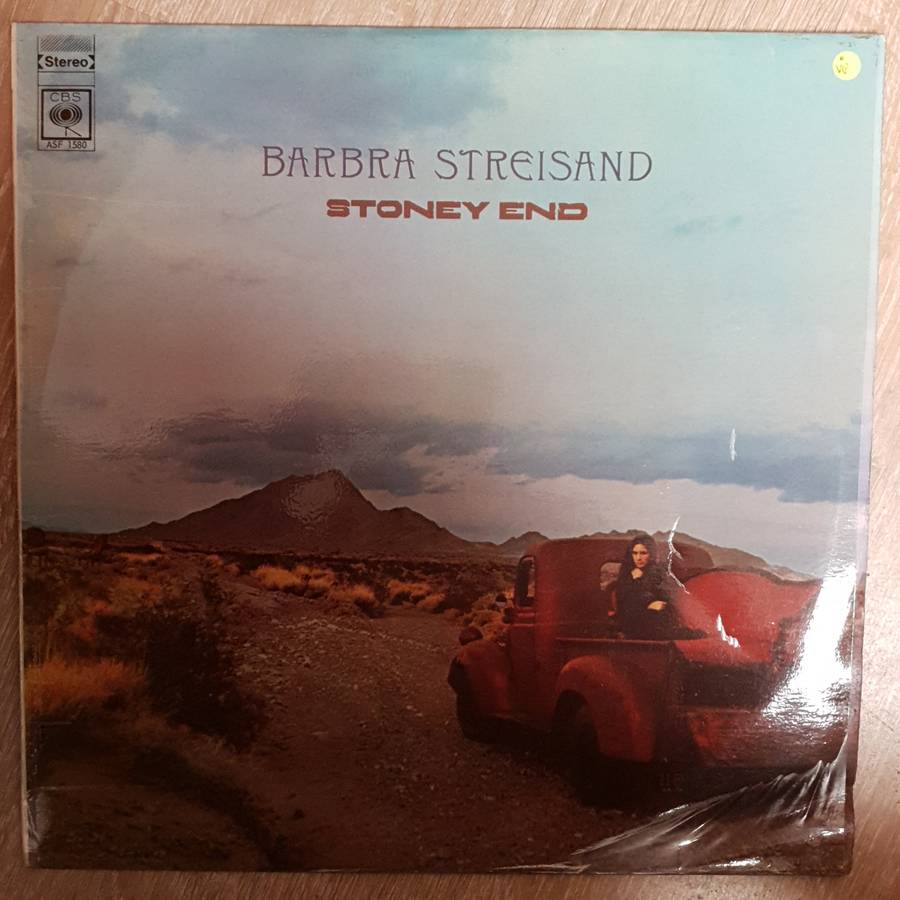 Stereo
CBS
ASF 1580
BARBRA STREISAND
STONEY END